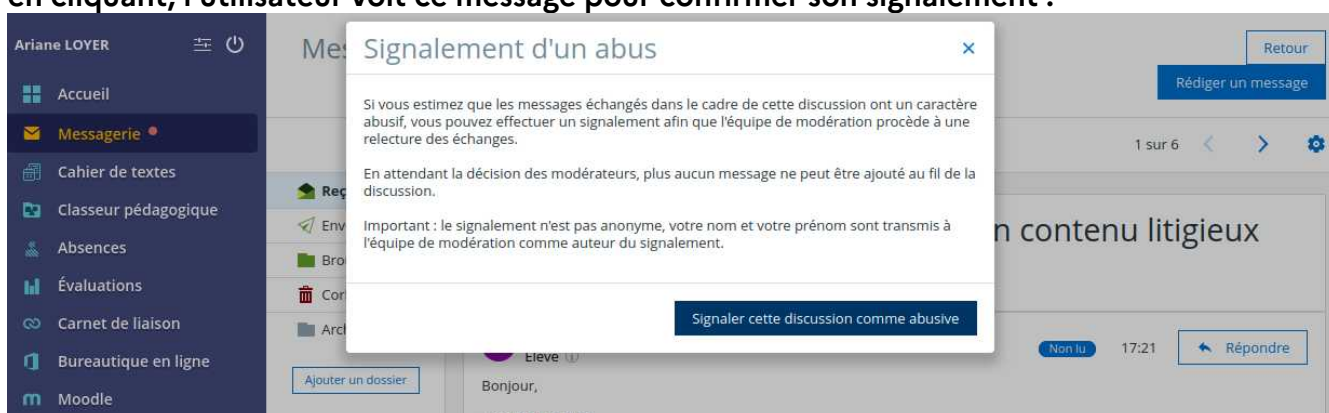 en cliquant, l'utilisateur voit ce message pour confirmer son signalement :
Ariane LOYER
Accueil
Messagerie
Cahier de textes
Classeur pédagogique
Absences
Évaluations
Carnet de liaison
Bureautique en ligne
Moodle
Mes
Retour
Rédiger un message
1 sur 6
Reç
Env
Bro
Cor
Arch
Ajouter un dossier
Signalement d'un abus
×
Si vous estimez que les messages échangés dans le cadre de cette discussion ont un caractère
abusif, vous pouvez effectuer un signalement afin que l'équipe de modération procède à une
relecture des échanges.
En attendant la décision des modérateurs, plus aucun message ne peut être ajouté au fil de la
discussion.
Important : le signalement n'est pas anonyme, votre nom et votre prénom sont transmis à
l'équipe de modération comme auteur du signalement.
Signaler cette discussion comme abusive
n contenu litigieux
Élève
Non lu 17:21 Répondre
Bonjour,